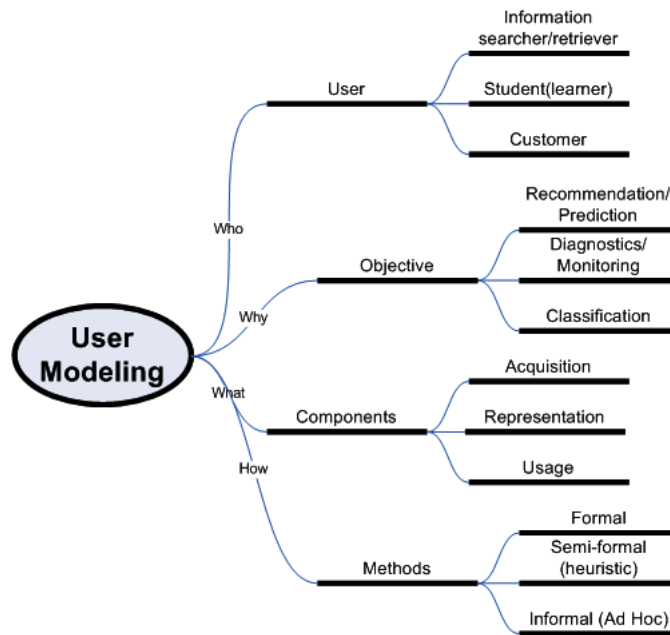 Information
searcher/retriever
User
Student(learner)
Customer
Who
Recommendation/
Prediction
Objective
Diagnostics/
Monitoring
Classification
Why
User
Modeling
What
Acquisition
Components
Representation
Usage
How
Formal
Semi-formal
(heuristic)
Methods
Informal (Ad Hoc)